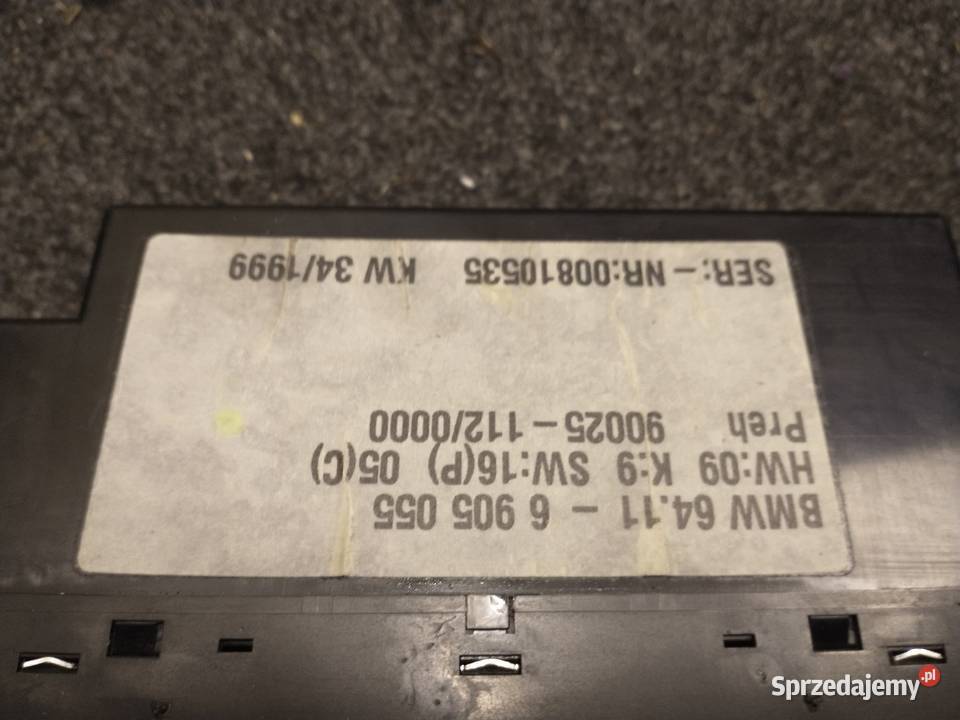 BMW 64.11 - 6 905 055
HW:09 K:9 SW:16(P) 05(C)
Preh 90025-112/0000
SER:-NR:00810535 KW 34/1999
Sprzedajemy.pl